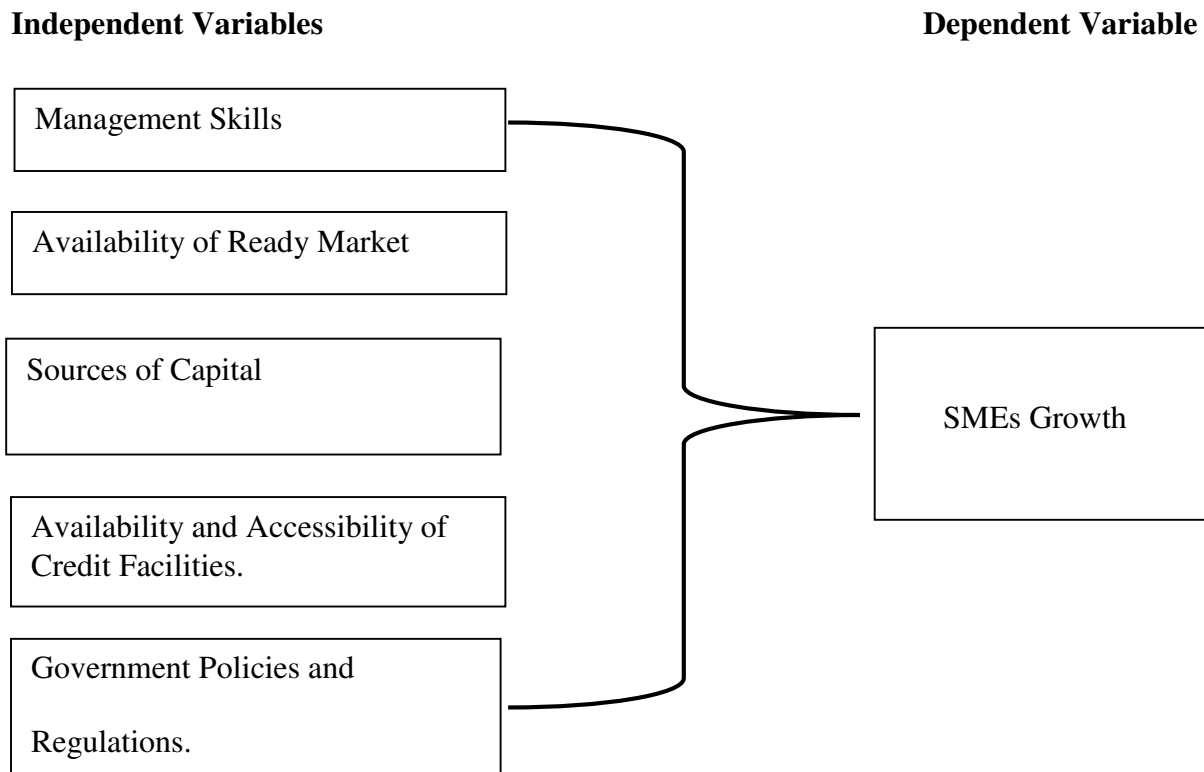 Independent Variables
Dependent Variable
Management Skills
Availability of Ready Market
Sources of Capital
SMEs Growth
Availability and Accessibility of
Credit Facilities.
Government Policies and
Regulations.